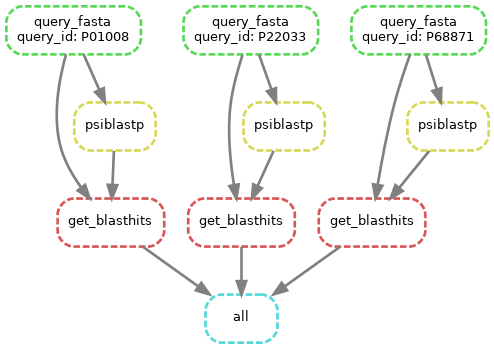 query_fasta
query_id: P01008
query_fasta
query_id: P22033
query_fasta
query_id: P68871
psiblastp
psiblastp
psiblastp
get_blasthits
get_blasthits
get_blasthits
all